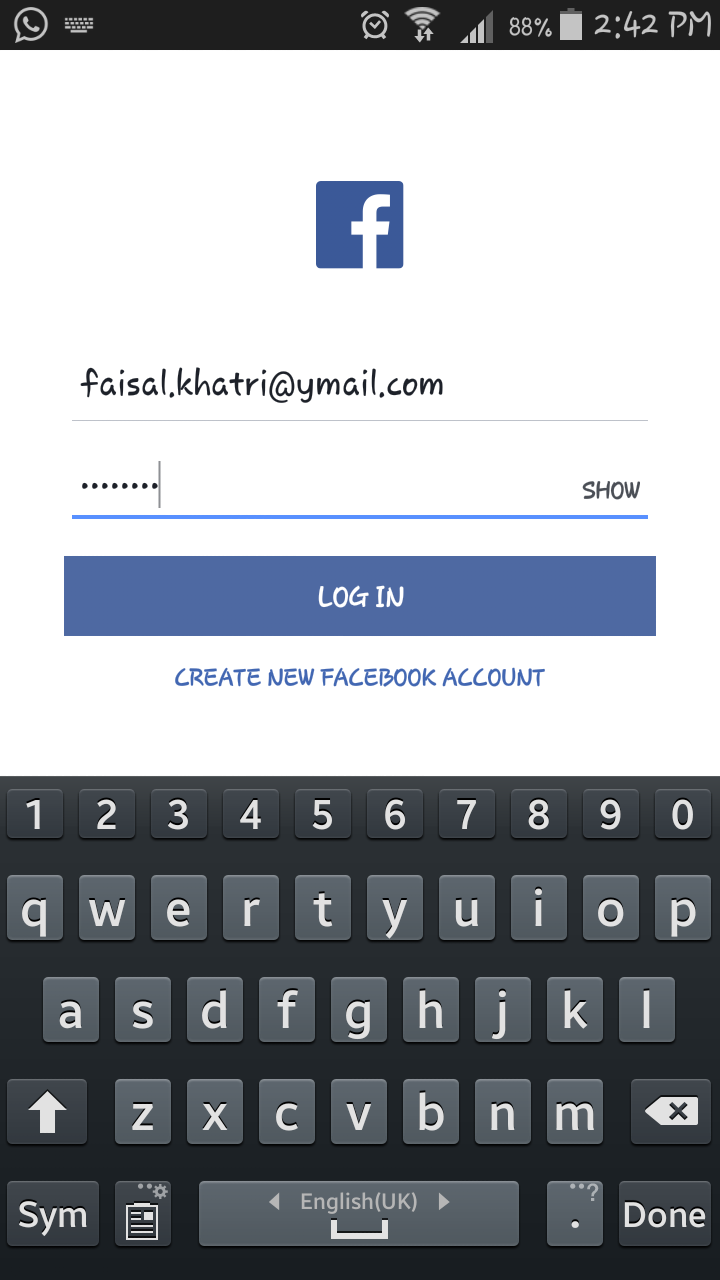 88% 2:42 PM
f
faisal.khatri@ymail.com
•••••••• SHOW
LOG IN
CREATE NEW FACEBOOK ACCOUNT
1 2 3 4 5 6 7 8 9 0
q w e r t y u i o p
a s d f g h j k l
z x c v b n m
Sym English(UK) . ? Done